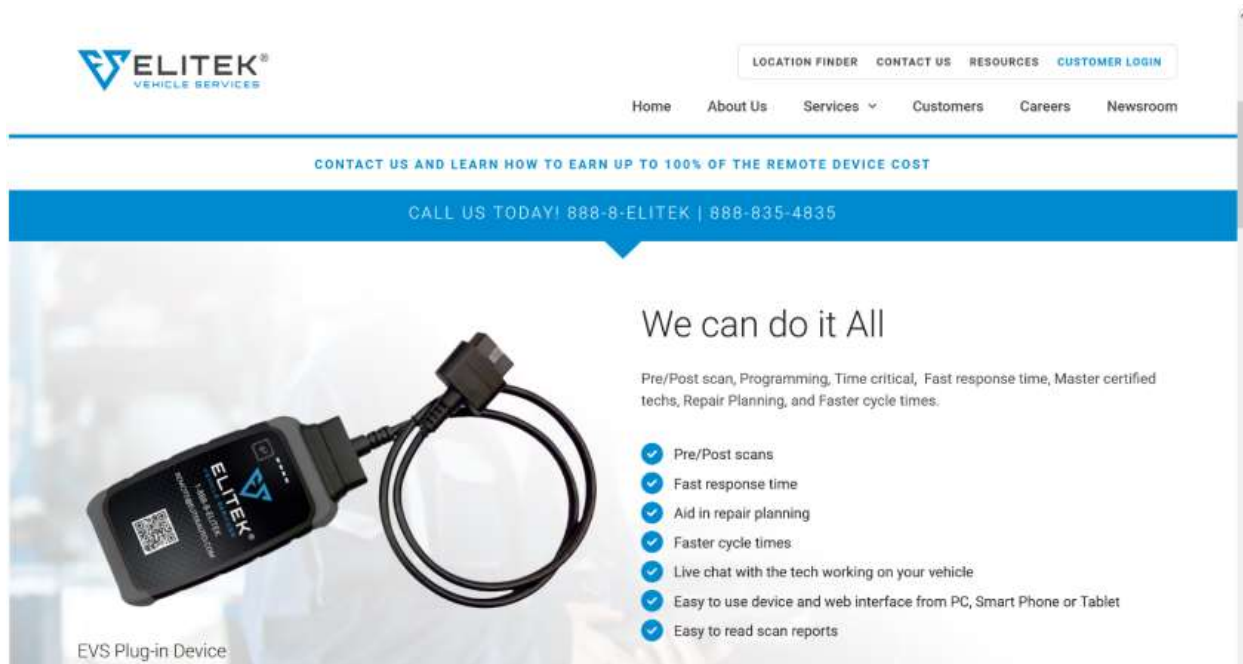 ELITEK®
VEHICLE SERVICES
LOCATION FINDER CONTACT US RESOURCES CUSTOMER LOGIN
Home About Us Services Customers Careers Newsroom
CONTACT US AND LEARN HOW TO EARN UP TO 100% OF THE REMOTE DEVICE COST
CALL US TODAY! 888-8-ELITEK | 888-835-4835
We can do it All
Pre/Post scan, Programming, Time critical, Fast response time, Master certified
techs, Repair Planning, and Faster cycle times.
Pre/Post scans
Fast response time
Aid in repair planning
Faster cycle times
Live chat with the tech working on your vehicle
Easy to use device and web interface from PC, Smart Phone or Tablet
Easy to read scan reports
ELITEK®
VEHICLE SERVICES
1-888-8-ELITEK
EVS Plug-in Device